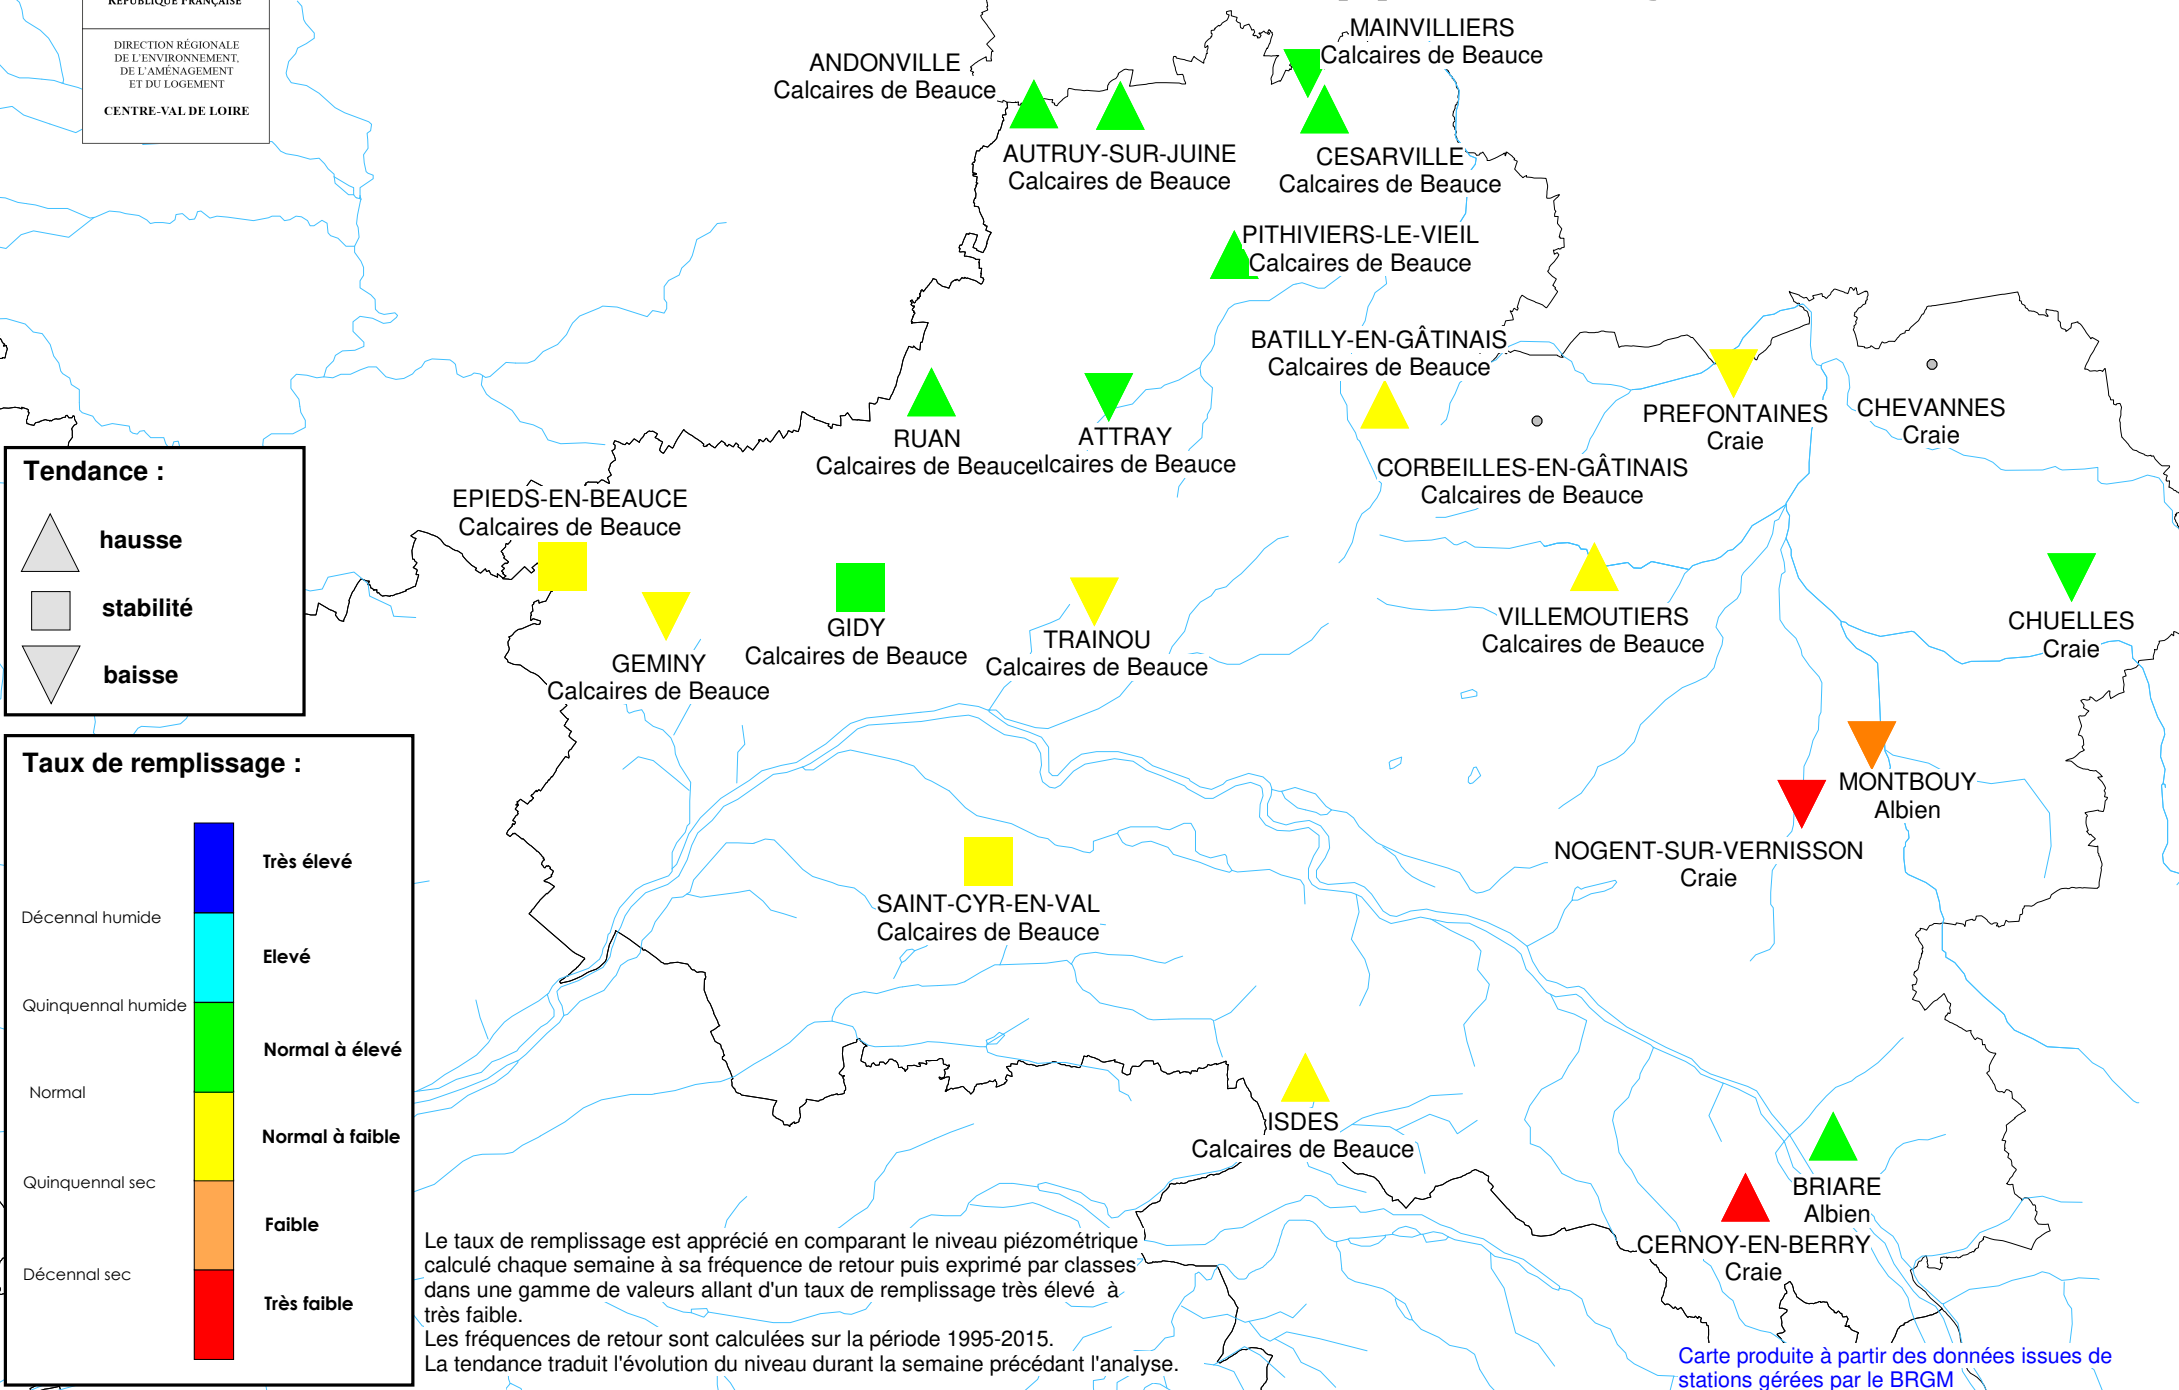 RÉPUBLIQUE FRANÇAISE
DIRECTION RÉGIONALE
DE L'ENVIRONNEMENT,
DE L'AMÉNAGEMENT
ET DU LOGEMENT
CENTRE-VAL DE LOIRE
MAINVILLIERS
Calcaires de Beauce
ANDONVILLE
Calcaires de Beauce
AUTRUY-SUR-JUINE
Calcaires de Beauce
CESARVILLE
Calcaires de Beauce
PITHIVIERS-LE-VIEIL
Calcaires de Beauce
BATILLY-EN-GÂTINAIS
Calcaires de Beauce
PREFONTAINES
Craie
CHEVANNES
Craie
RUAN
Calcaires de Beauce
ATTRAY
alcaires de Beauce
CORBEILLES-EN-GÂTINAIS
Calcaires de Beauce
EPIEDS-EN-BEAUCE
Calcaires de Beauce
GEMINY
Calcaires de Beauce
GIDY
Calcaires de Beauce
TRAINOU
Calcaires de Beauce
VILLEMOUTIERS
Calcaires de Beauce
CHUELLES
Craie
MONTBOUY
Albien
NOGENT-SUR-VERNISSON
Craie
SAINT-CYR-EN-VAL
Calcaires de Beauce
ISDES
Calcaires de Beauce
BRIARE
Albien
CERNOY-EN-BERRY
Craie
Tendance :
hausse
stabilité
baisse
Taux de remplissage :
Très élevé
Décennal humide
Elevé
Quinquennal humide
Normal à élevé
Normal
Normal à faible
Quinquennal sec
Faible
Décennal sec
Très faible
Le taux de remplissage est apprécié en comparant le niveau piézométrique
calculé chaque semaine à sa fréquence de retour puis exprimé par classes
dans une gamme de valeurs allant d'un taux de remplissage très élevé à
très faible.
Les fréquences de retour sont calculées sur la période 1995-2015.
La tendance traduit l'évolution du niveau durant la semaine précédant l'analyse.
Carte produite à partir des données issues de
stations gérées par le BRGM